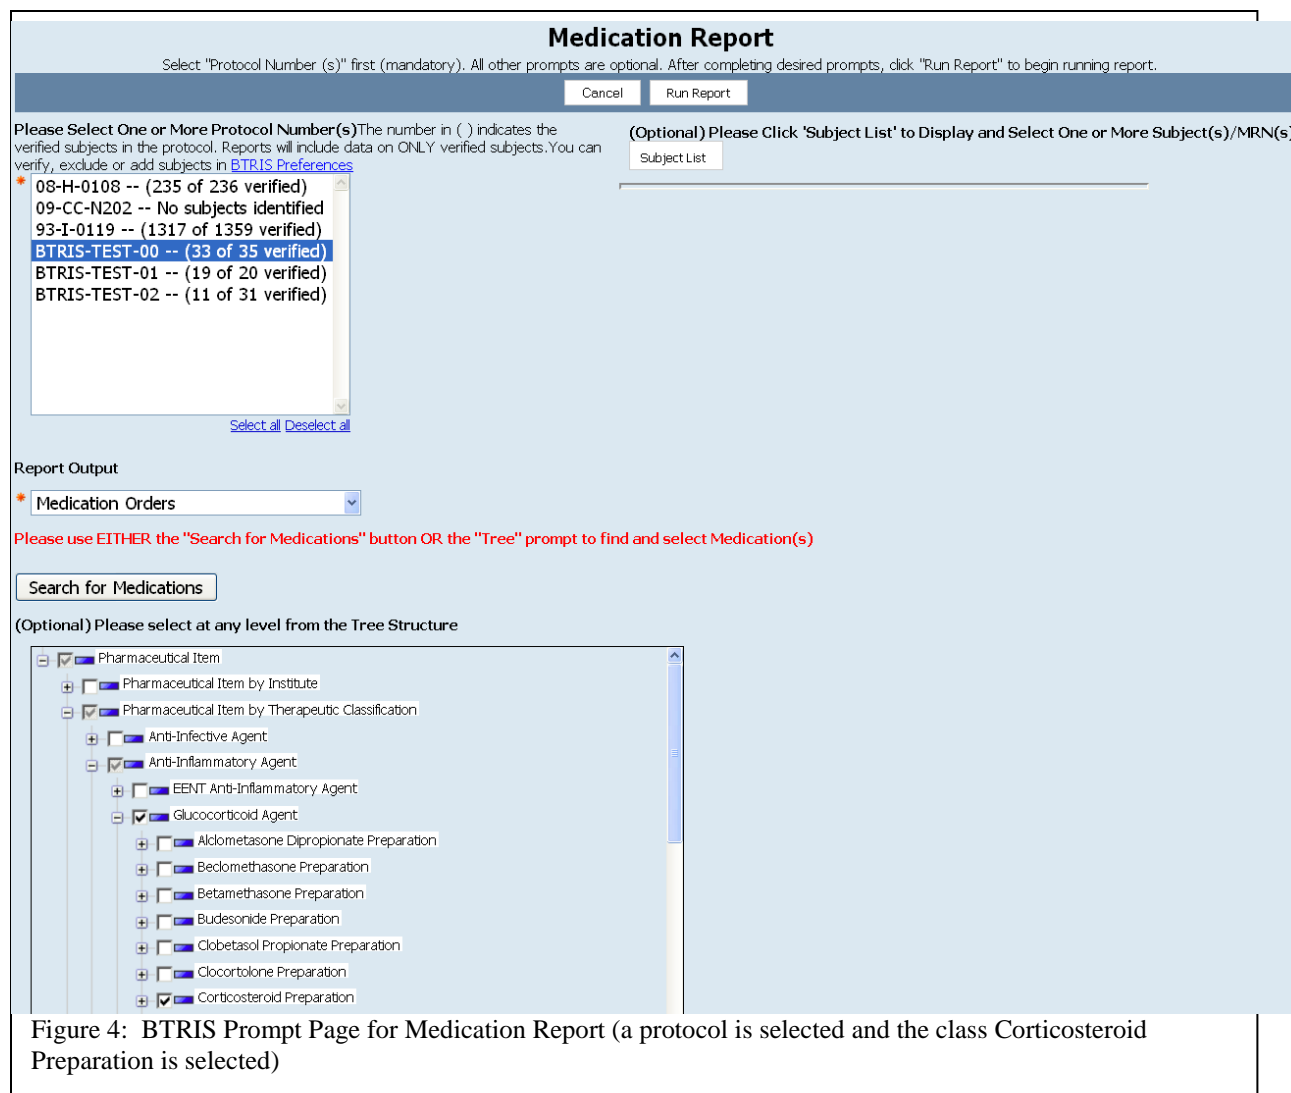 Medication Report
Select "Protocol Number (s)" first (mandatory). All other prompts are optional. After completing desired prompts, click "Run Report" to begin running report.
Cancel Run Report
Please Select One or More Protocol Number(s)The number in ( ) indicates the
verified subjects in the protocol. Reports will include data on ONLY verified subjects.You can
verify, exclude or add subjects in BTRIS Preferences
* 08-H-0108 -- (235 of 236 verified)
09-CC-N202 -- No subjects identified
93-I-0119 -- (1317 of 1359 verified)
BTRIS-TEST-00 -- (33 of 35 verified)
BTRIS-TEST-01 -- (19 of 20 verified)
BTRIS-TEST-02 -- (11 of 31 verified)
Select all Deselect all
(Optional) Please Click 'Subject List' to Display and Select One or More Subject(s)/MRN(s)
Subject List
Report Output
* Medication Orders
Please use EITHER the "Search for Medications" button OR the "Tree" prompt to find and select Medication(s)
Search for Medications
(Optional) Please select at any level from the Tree Structure
Pharmaceutical Item
Pharmaceutical Item by Institute
Pharmaceutical Item by Therapeutic Classification
Anti-Infective Agent
Anti-Inflammatory Agent
EENT Anti-Inflammatory Agent
Glucocorticoid Agent
Alclometasone Dipropionate Preparation
Beclomethasone Preparation
Betamethasone Preparation
Budesonide Preparation
Clobetasol Propionate Preparation
Clocortolone Preparation
Corticosteroid Preparation
Figure 4: BTRIS Prompt Page for Medication Report (a protocol is selected and the class Corticosteroid
Preparation is selected)